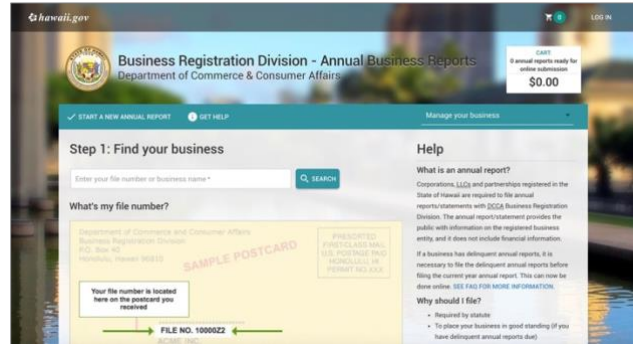 hawaii.gov
0
LOG IN
Business Registration Division - Annual Business Reports
Department of Commerce & Consumer Affairs
CART
0 annual reports ready for
online submission
$0.00
START A NEW ANNUAL REPORT
GET HELP
Manage your business
Step 1: Find your business
Enter your file number or business name *
SEARCH
What's my file number?
Department of Commerce and Consumer Affairs
Business Registration Division
P.O. Box 40
Honolulu, Hawaii 96810
SAMPLE POSTCARD
PRESORTED
FIRST-CLASS MAIL
U.S. POSTAGE PAID
HONOLULU, HI
PERMIT NO. XXX
Your file number is located
here on the postcard you
received
FILE NO. 10000Z2
ACME INC.
Help
What is an annual report?
Corporations, LLCs and partnerships registered in the
State of Hawaii are required to file annual
reports/statements with DCCA Business Registration
Division. The annual report/statement provides the
public with information on the registered business
entity, and it does not include financial information.
If a business has delinquent annual reports, it is
necessary to file the delinquent annual reports before
filing the current year annual report. This can now be
done online. SEE FAQ FOR MORE INFORMATION.
Why should I file?
• Required by statute
• To place your business in good standing (if you
have delinquent annual reports due)